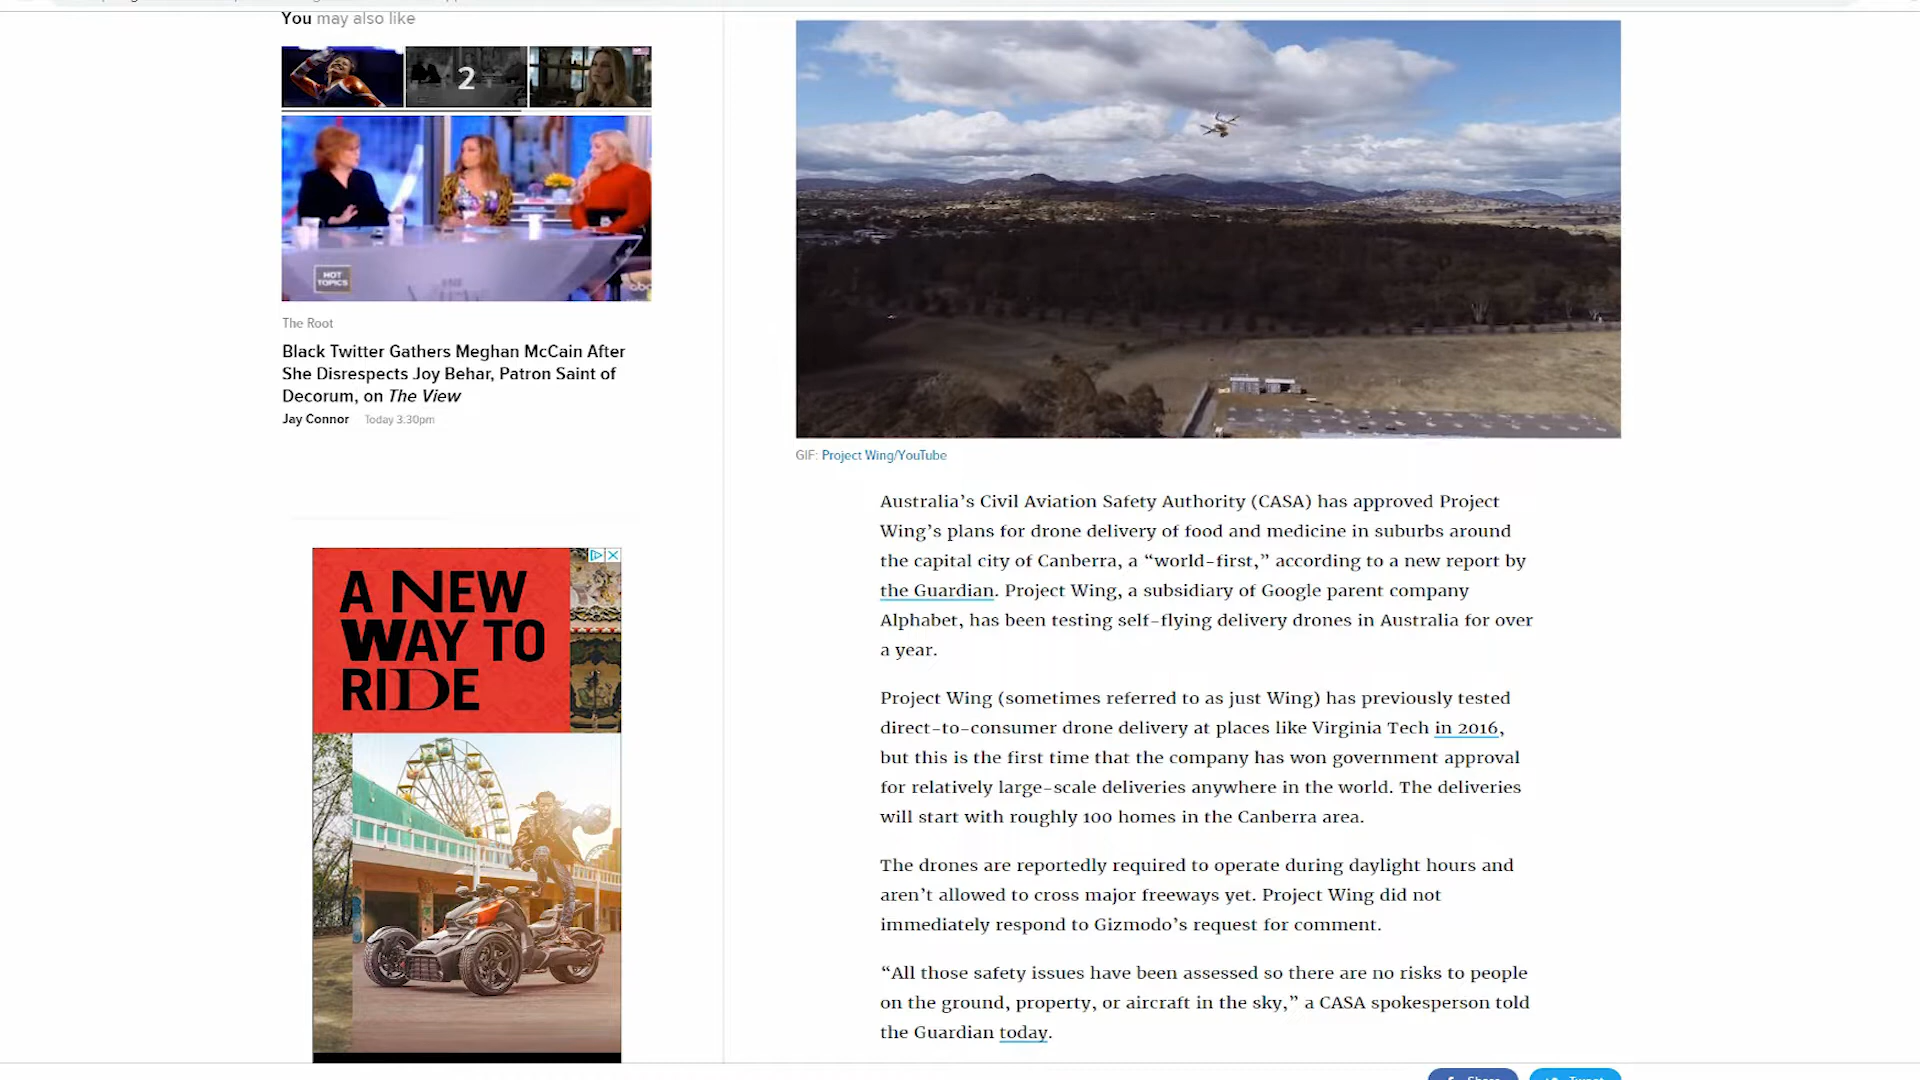 You may also like
2
HOT
TOPICS
abc
The Root
Black Twitter Gathers Meghan McCain After
She Disrespects Joy Behar, Patron Saint of
Decorum, on The View
Jay Connor Today 3.30pm
A NEW
WAY TO
RIDE
GIF: Project Wing/YouTube
Australia’s Civil Aviation Safety Authority (CASA) has approved Project
Wing’s plans for drone delivery of food and medicine in suburbs around
the capital city of Canberra, a “world-first,” according to a new report by
the Guardian. Project Wing, a subsidiary of Google parent company
Alphabet, has been testing self-flying delivery drones in Australia for over
a year.
Project Wing (sometimes referred to as just Wing) has previously tested
direct-to-consumer drone delivery at places like Virginia Tech in 2016,
but this is the first time that the company has won government approval
for relatively large-scale deliveries anywhere in the world. The deliveries
will start with roughly 100 homes in the Canberra area.
The drones are reportedly required to operate during daylight hours and
aren’t allowed to cross major freeways yet. Project Wing did not
immediately respond to Gizmodo’s request for comment.
“All those safety issues have been assessed so there are no risks to people
on the ground, property, or aircraft in the sky,” a CASA spokesperson told
the Guardian today.
Share Tweet